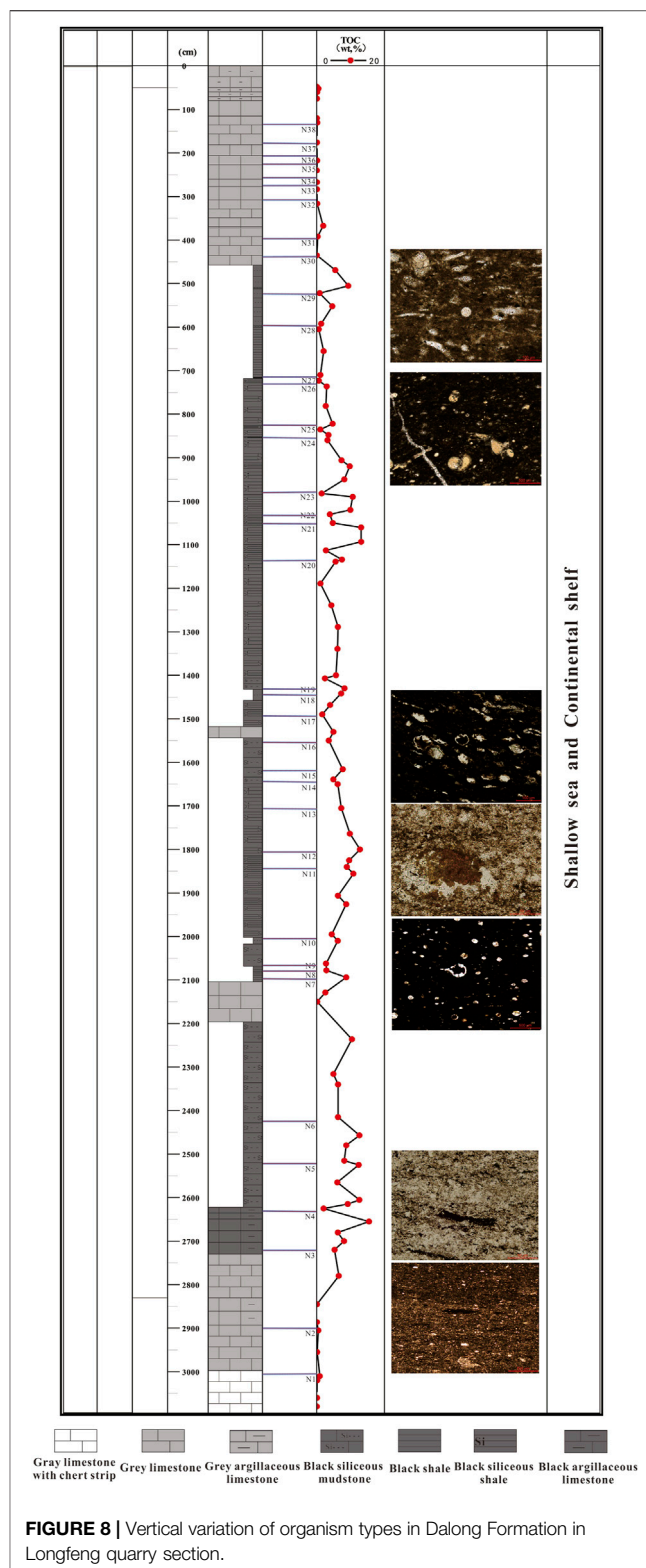 (cm)
TOC
(wt,%)
0 20
0
100
N38
N37
200
N36
N35
N34
N33
300
N32
N31
400
N30
500
N29
600
N28
700
N27
N26
800
N25
N24
900
N23
1000
N22
N21
1100
N20
1200
1300
1400
N19
N18
1500
N17
N16
1600
N15
N14
1700
N13
1800
N12
N11
1900
2000
N10
N9
N8
2100
N7
2200
2300
2400
N6
2500
N5
2600
N4
2700
N3
2800
2900
N2
3000
N1
Shallow sea and Continental shelf
Si
Gray limestone
with chert strip
Grey limestone
Grey argillaceous
limestone
Black siliceous
mudstone
Black shale
Black siliceous
shale
Black argillaceous
limestone
FIGURE 8 | Vertical variation of organism types in Dalong Formation in
Longfeng quarry section.